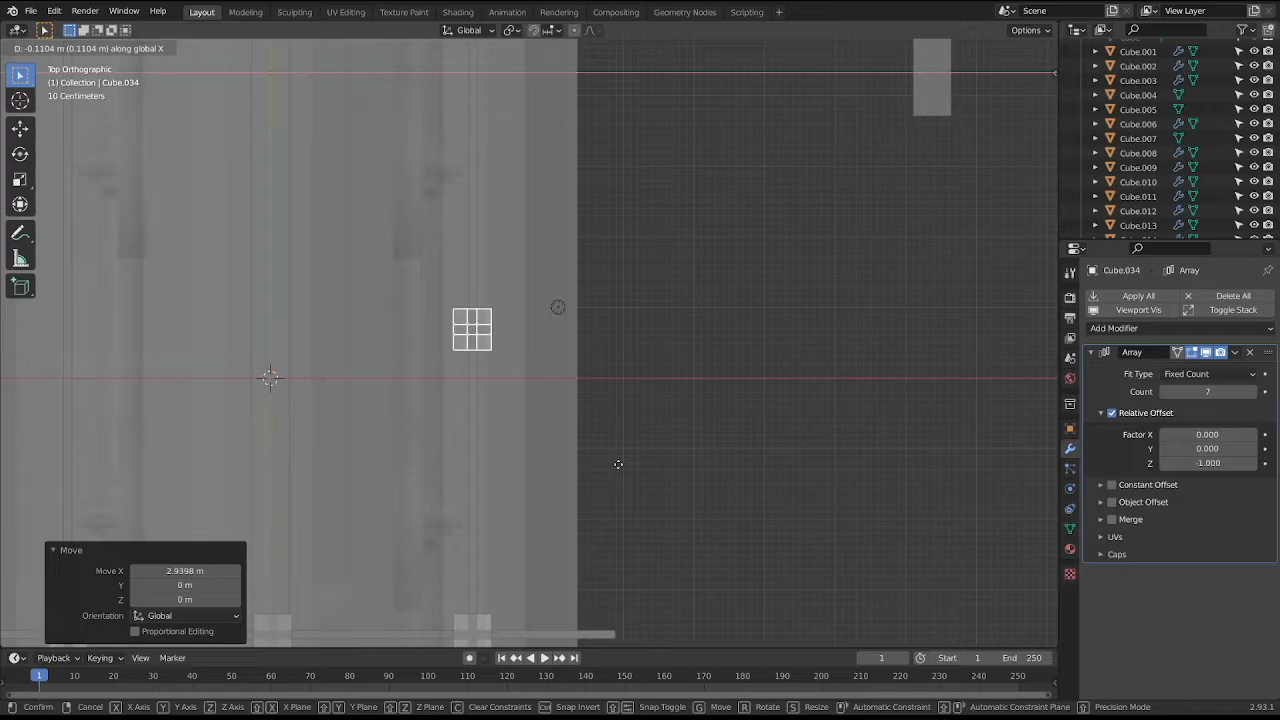 File Edit Render Window Help Layout Modeling Sculpting UV Editing Texture Paint Shading Animation Rendering Compositing Geometry Nodes Scripting + Scene View Layer
Global Options
D: -0.1104 m (0.1104 m) along global X
Top Orthographic
(1) Collection | Cube.034
10 Centimeters
Cube.001
Cube.002
Cube.003
Cube.004
Cube.005
Cube.006
Cube.007
Cube.008
Cube.009
Cube.010
Cube.011
Cube.012
Cube.013
Cube.034 Array
Apply All Delete All
Viewport Vis Toggle Stack
Add Modifier
Array
Fit Type Fixed Count
Count 7
Relative Offset
Factor X 0.000
Y 0.000
Z -1.000
Constant Offset
Object Offset
Merge
UVs
Caps
Move
Move X 2.9398 m
Y 0 m
Z 0 m
Orientation Global
Proportional Editing
Playback Keying View Marker 1 Start 1 End 250
1 10 20 30 40 50 60 70 80 90 100 110 120 130 140 150 160 170 180 190 200 210 220 230 240 250
Confirm Cancel X X Axis Y Y Axis Z Z Axis X X Plane Y Y Plane Z Z Plane C Clear Constraints Snap Invert Snap Toggle G Move R Rotate S Resize Automatic Constraint Automatic Constraint Plane Precision Mode 2.93.1